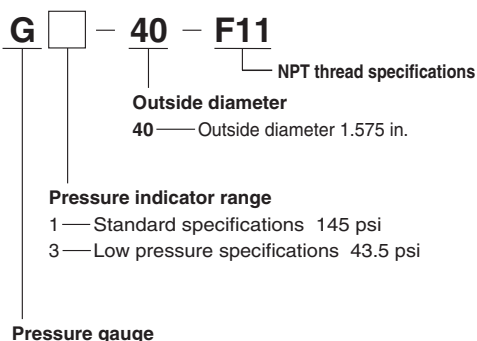 G□ - 40 - F11
NPT thread specifications
Outside diameter
40 — Outside diameter 1.575 in.
Pressure indicator range
1 — Standard specifications 145 psi
3 — Low pressure specifications 43.5 psi
Pressure gauge